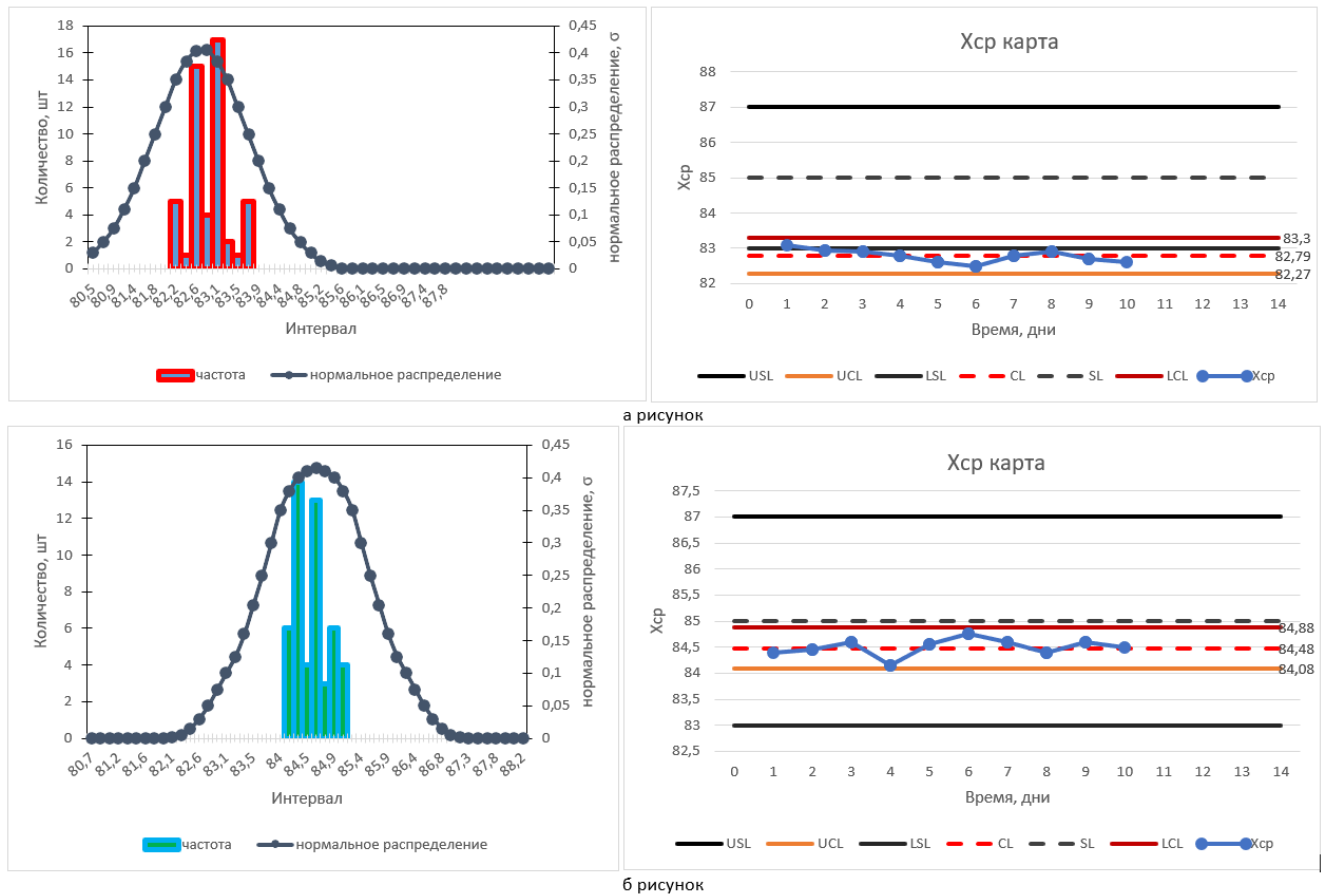 18
16
14
12
10
8
6
4
2
0
Количество, шт
0,45
0,4
0,35
0,3
0,25
0,2
0,15
0,1
0,05
0
нормальное распределение, σ
80,5 80,9 81,4 81,8 82,2 82,6 83,1 83,5 83,9 84,4 84,8 85,2 85,6 86,1 86,5 86,9 87,4 87,8
Интервал
частота нормальное распределение
Хср карта
88
87
86
85
84
83
82
Хср
83,3
82,79
82,27
0 1 2 3 4 5 6 7 8 9 10 11 12 13 14
Время, дни
USL UCL LSL CL SL LCL Хср
а рисунок
16
14
12
10
8
6
4
2
0
Количество, шт
0,45
0,4
0,35
0,3
0,25
0,2
0,15
0,1
0,05
0
нормальное распределение, σ
80,7 81,2 81,6 82,1 82,6 83,1 83,5 84 84,5 84,9 85,4 85,9 86,4 86,8 87,3 87,8 88,2
Интервал
частота нормальное распределение
Хср карта
87,5
87
86,5
86
85,5
85
84,5
84
83,5
83
82,5
Хср
84,88
84,48
84,08
0 1 2 3 4 5 6 7 8 9 10 11 12 13 14
Время, дни
USL UCL LSL CL SL LCL Хср
б рисунок